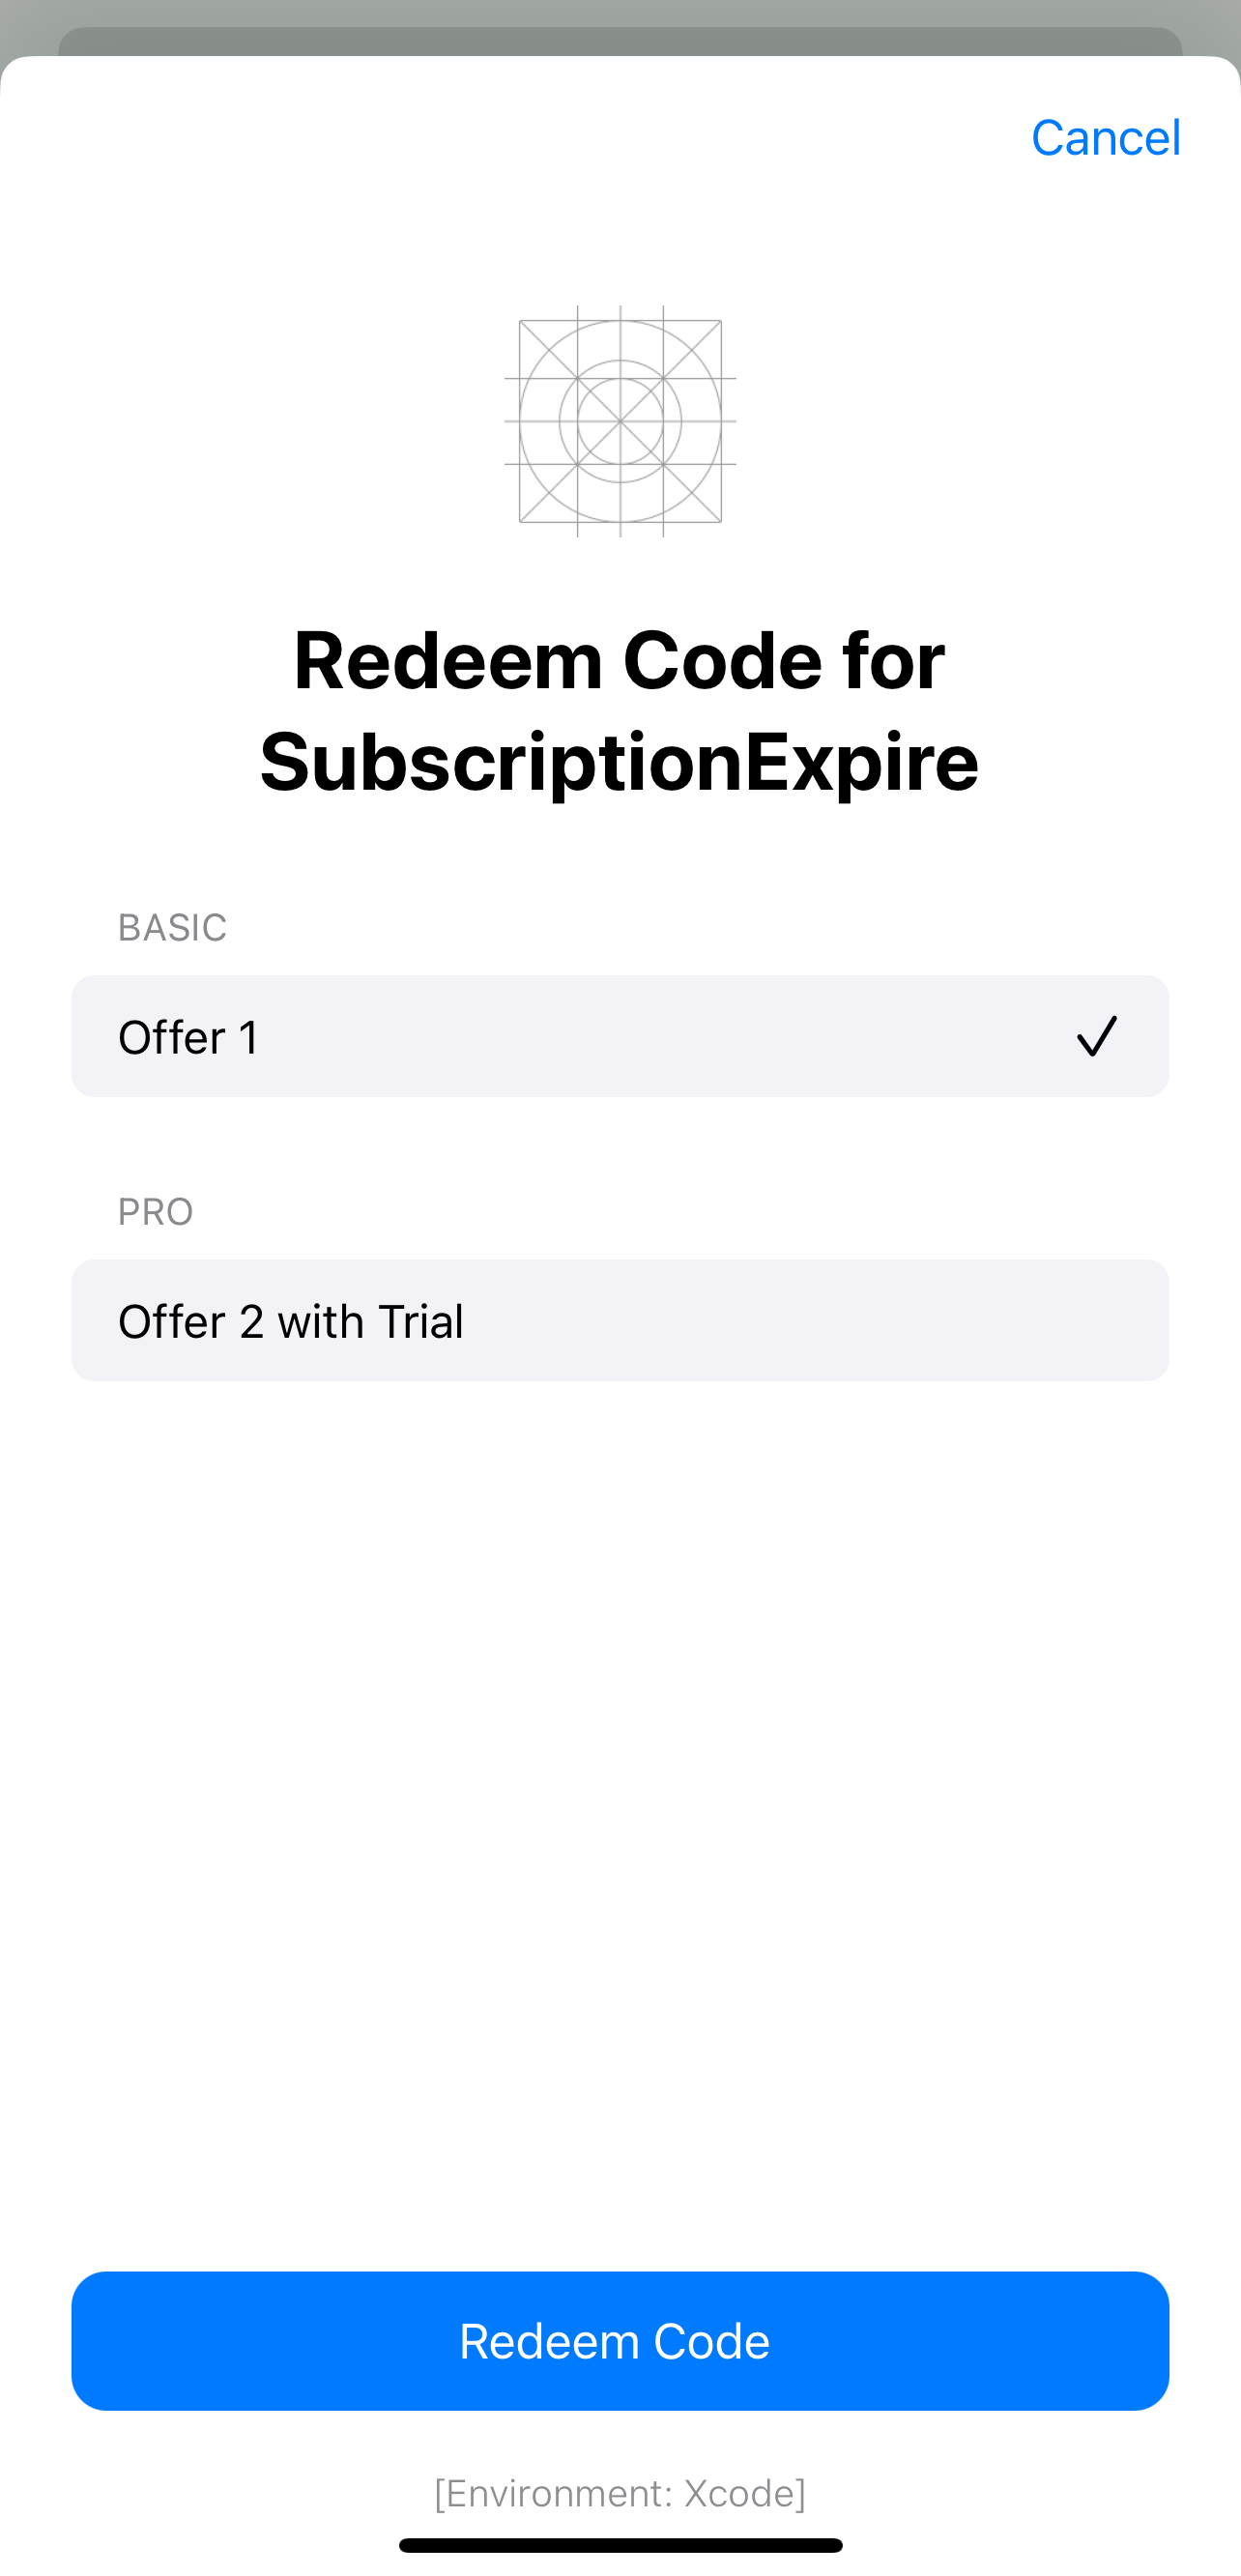 Cancel
Redeem Code for
SubscriptionExpire
BASIC
Offer 1
PRO
Offer 2 with Trial
Redeem Code
[Environment: Xcode]